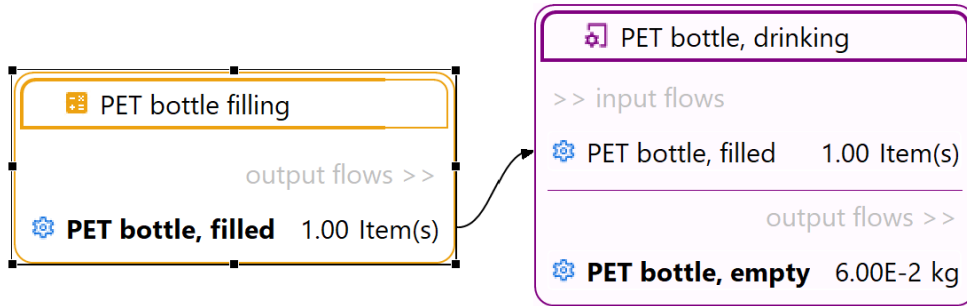 PET bottle filling
output flows >>
PET bottle, filled 1.00 Item(s)
PET bottle, drinking
>> input flows
PET bottle, filled 1.00 Item(s)
output flows >>
PET bottle, empty 6.00E-2 kg